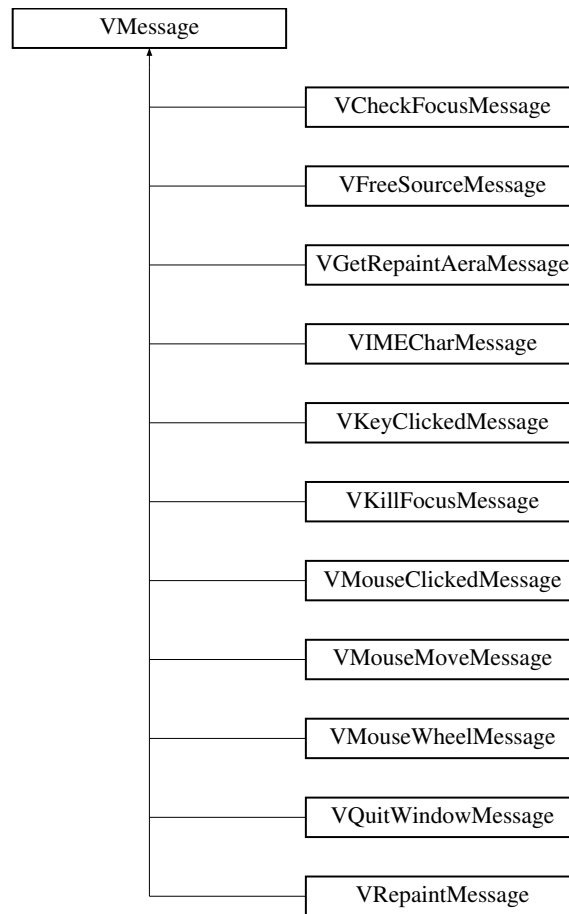 VMessage
VCheckFocusMessage
VFreeSourceMessage
VGetRepaintAeraMessage
VIMECharMessage
VKeyClickedMessage
VKillFocusMessage
VMouseClickedMessage
VMouseMoveMessage
VMouseWheelMessage
VQuitWindowMessage
VRepaintMessage